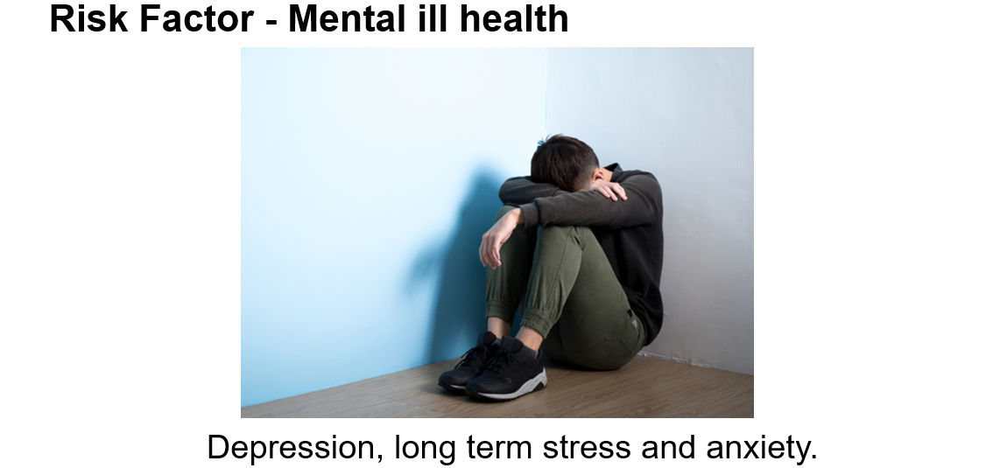 Risk Factor - Mental ill health
Depression, long term stress and anxiety.